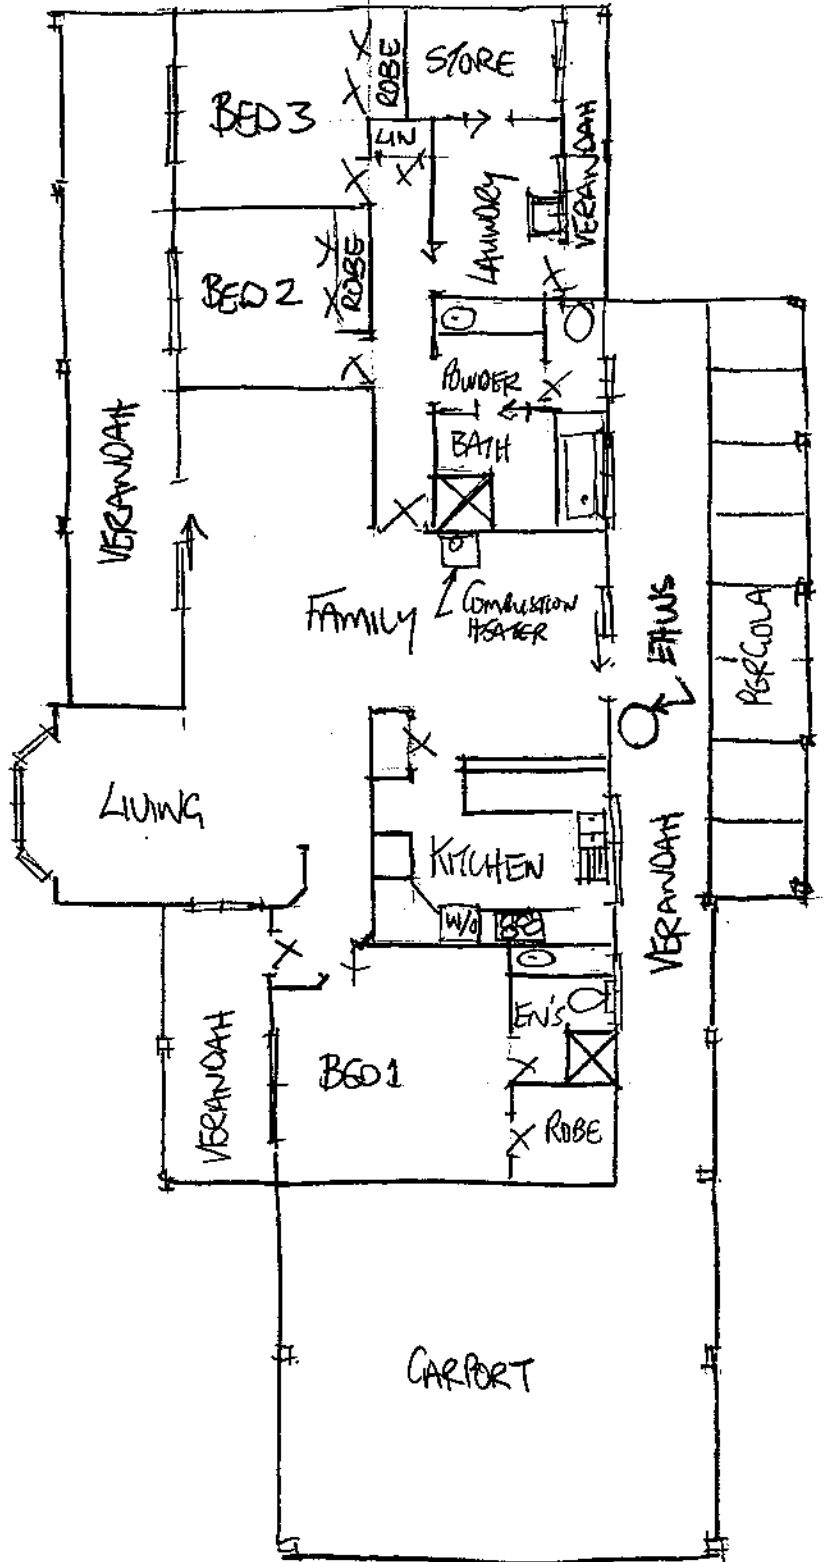 ROBE
STORE
BED 3
LIN
VERANDAH
LAUNDRY
ROBE
BED 2
POWDER
BATH
VERANDAH
FAMILY
COMBUSTION
HEATER
EHWS
PERGOLA
LIVING
KITCHEN
VERANDAH
W/O
EN'S
VERANDAH
BED 1
ROBE
CARPORT